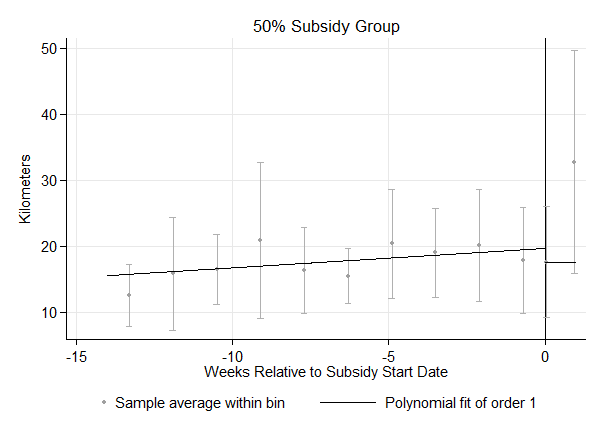 50% Subsidy Group
Kilometers
50
40
30
20
10
-15 -10 -5 0
Weeks Relative to Subsidy Start Date
Sample average within bin Polynomial fit of order 1